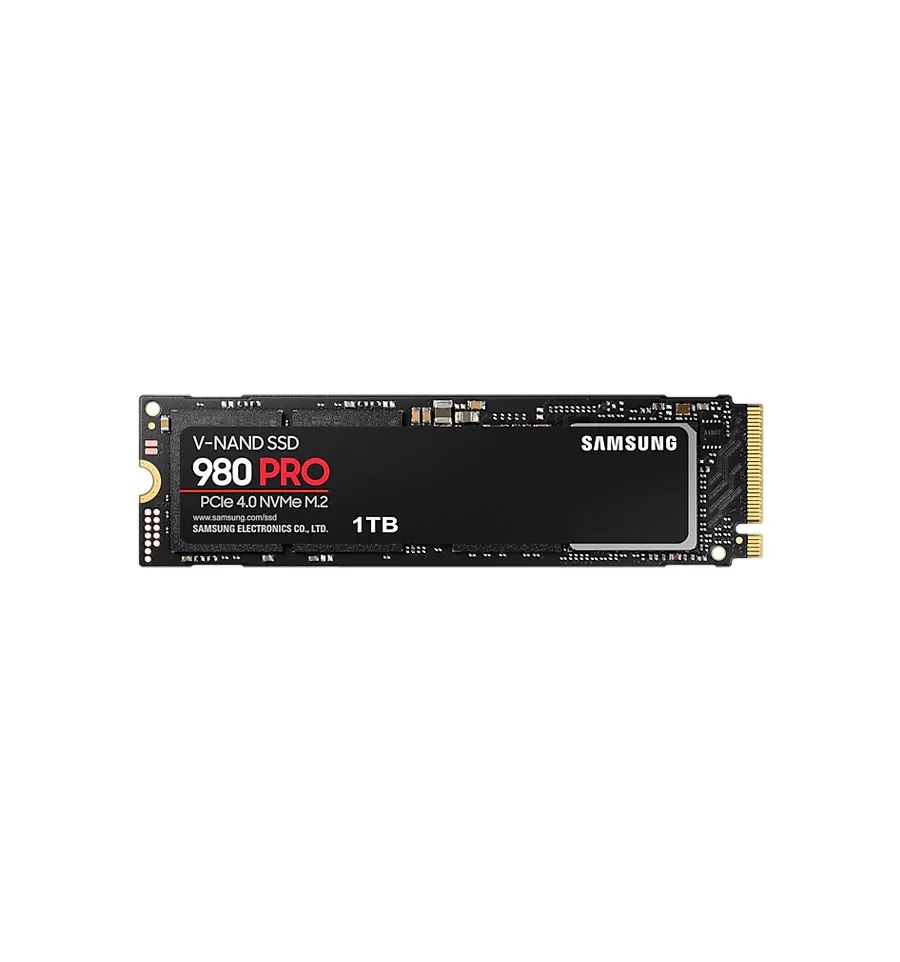 V-NAND SSD
980 PRO
PCIe 4.0 NVMe M.2
www.samsung.com/ssd
SAMSUNG ELECTRONICS CO., LTD.
1TB
SAMSUNG